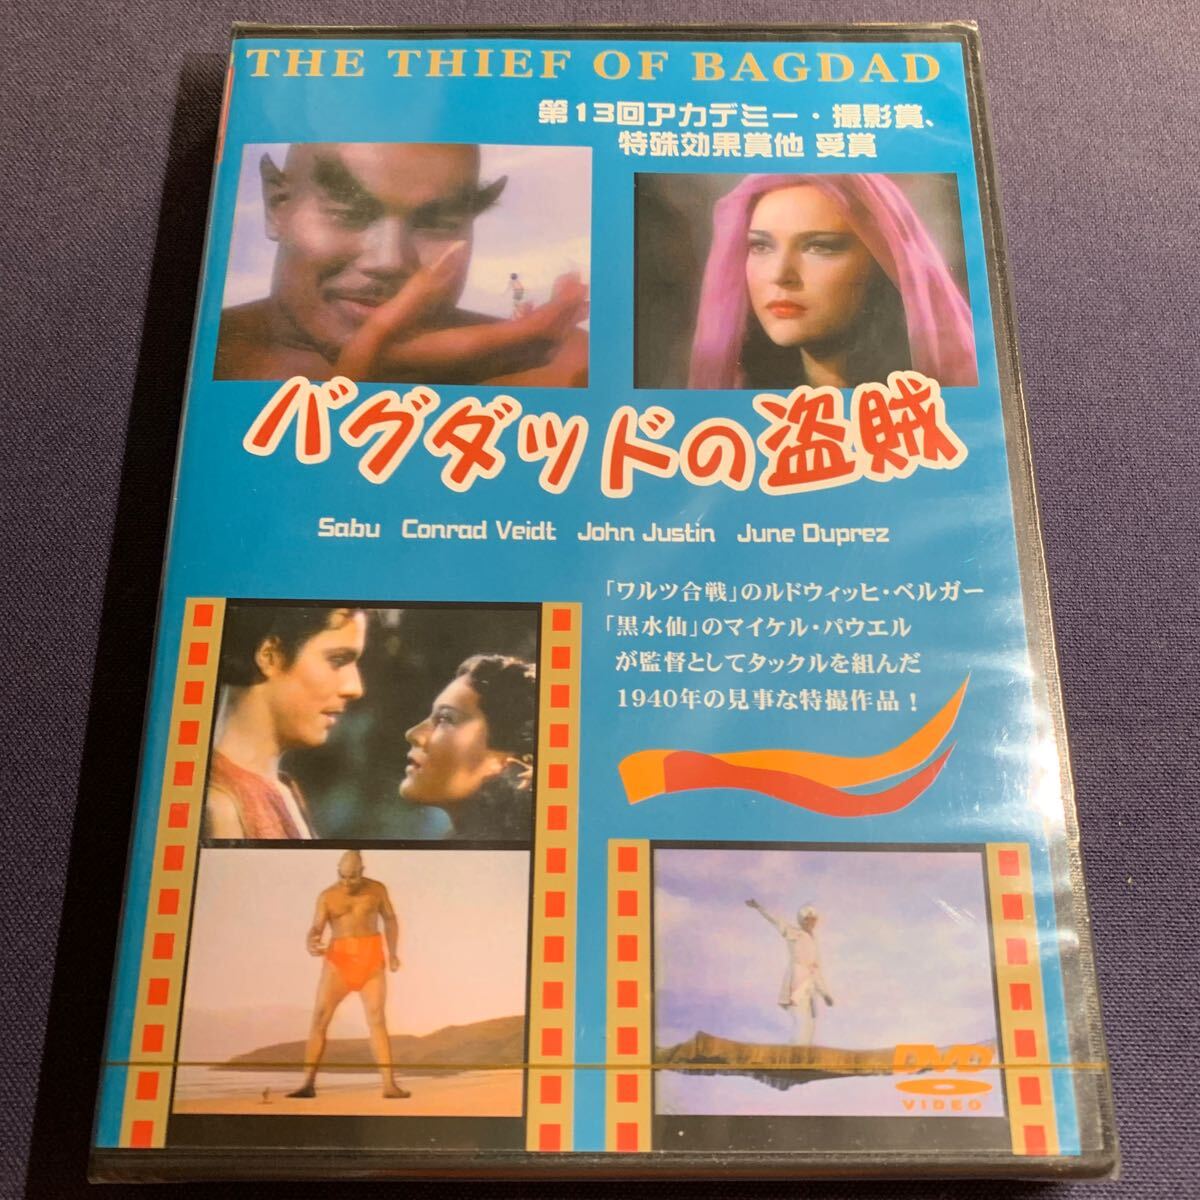 THE THIEF OF BAGDAD
第13回アカデミー・撮影賞、
特殊効果賞他 受賞
バグダッドの盗賊
Sabu Conrad Veidt John Justin June Duprez
「ワルツ合戦」のルドウィッヒ・ベルガー
「黒水仙」のマイケル・パウエル
が監督としてタックルを組んだ
1940年の見事な特撮作品!
DVD
VIDEO